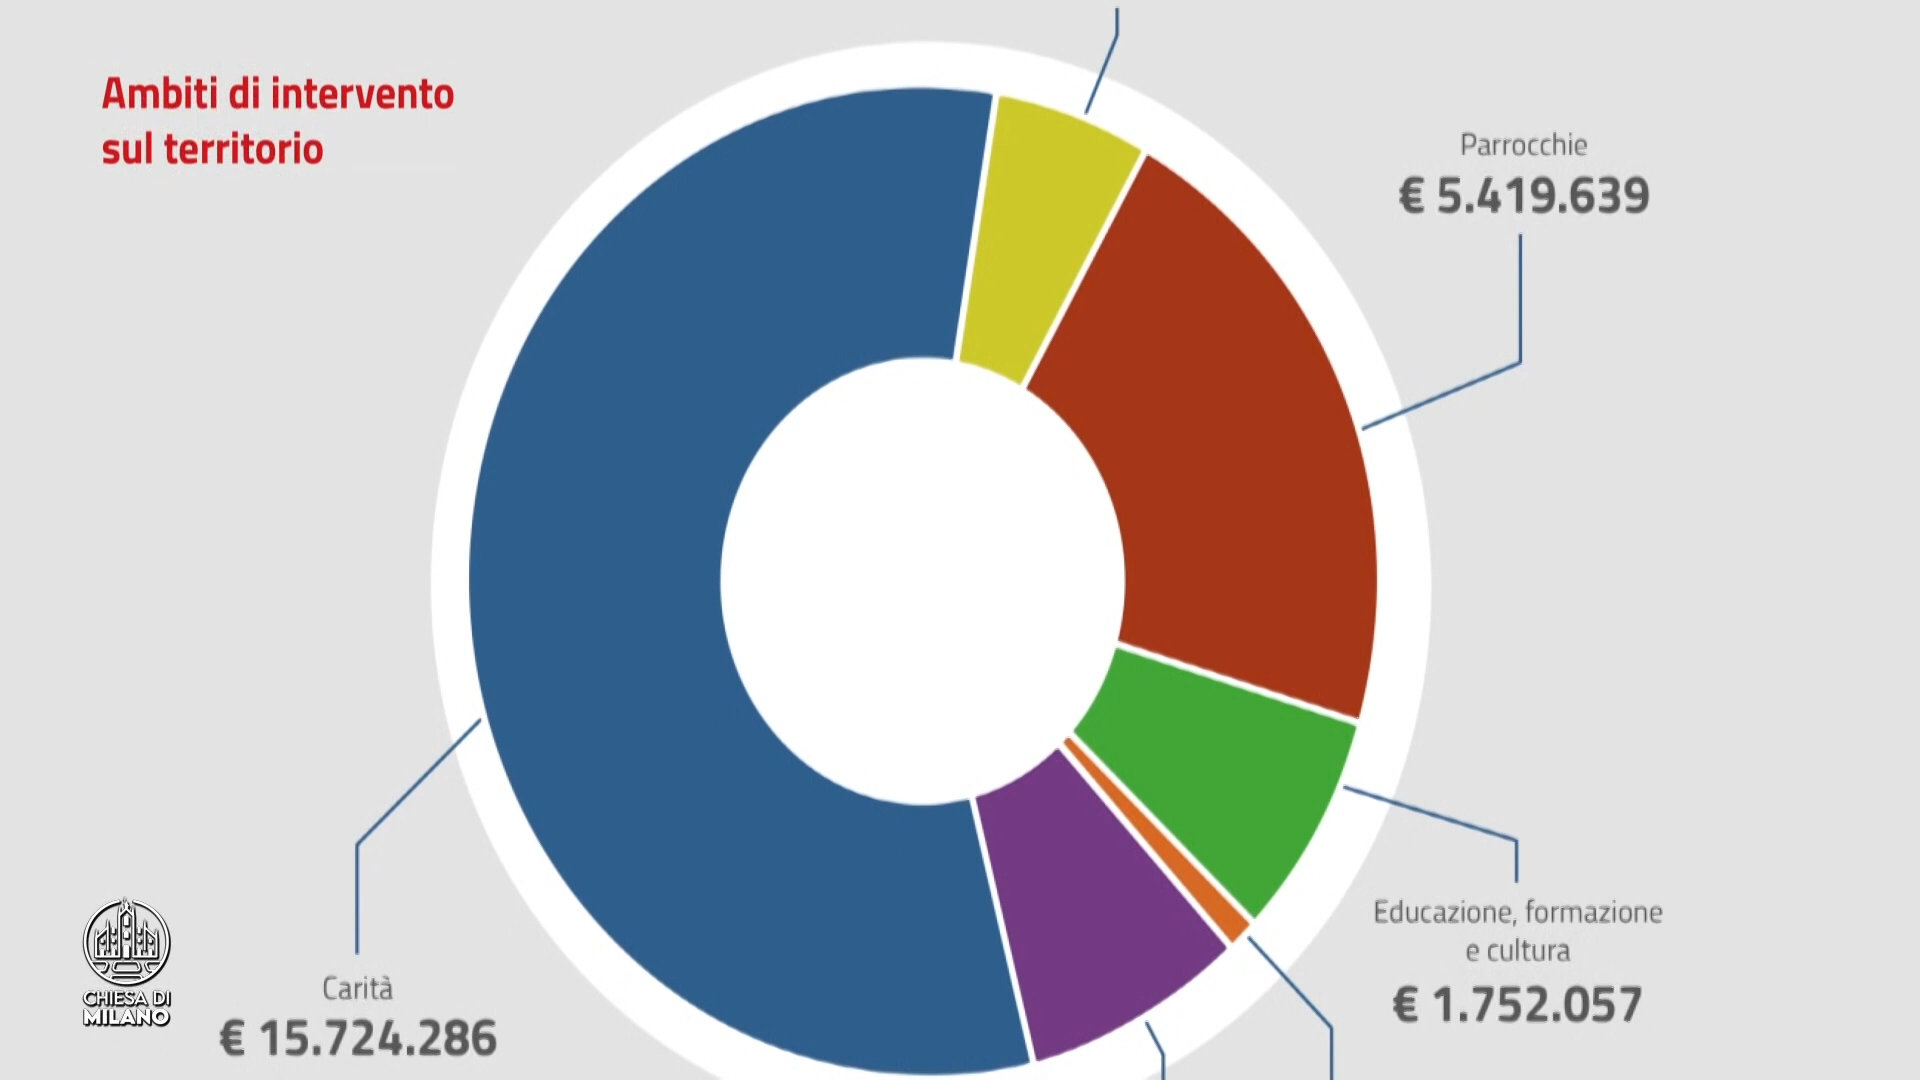 Ambiti di intervento
sul territorio
Parrocchie
€ 5.419.639
Educazione, formazione
e cultura
€ 1.752.057
Carità
€ 15.724.286
CHIESA DI
MILANO